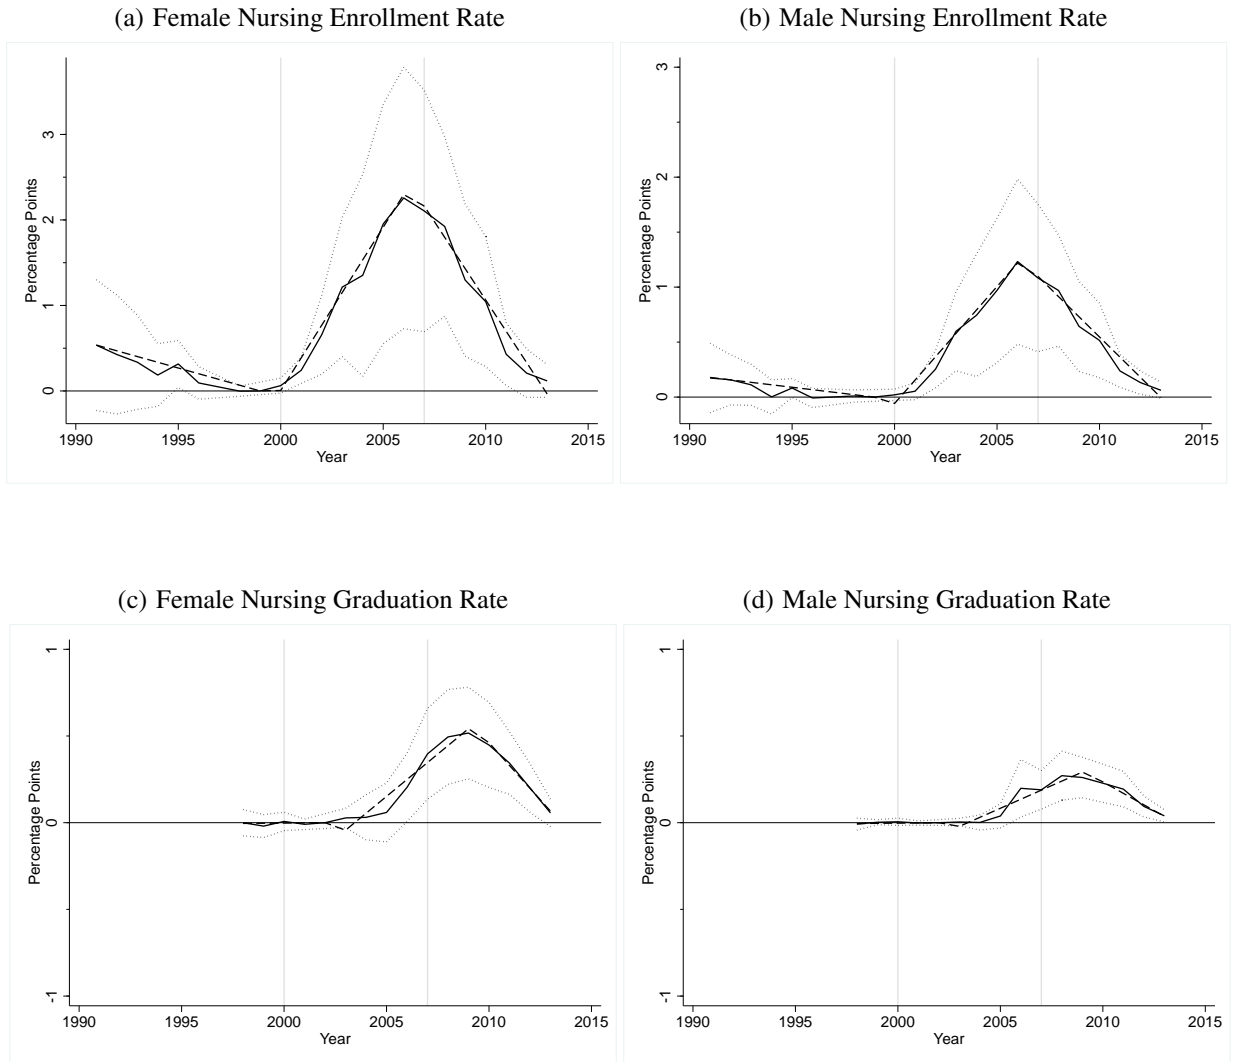 (a) Female Nursing Enrollment Rate
Percentage Points
3
2
1
0
1990 1995 2000 2005 2010 2015
Year
(b) Male Nursing Enrollment Rate
Percentage Points
3
2
1
0
1990 1995 2000 2005 2010 2015
Year
(c) Female Nursing Graduation Rate
Percentage Points
1
0
-1
1990 1995 2000 2005 2010 2015
Year
(d) Male Nursing Graduation Rate
Percentage Points
1
0
-1
1990 1995 2000 2005 2010 2015
Year